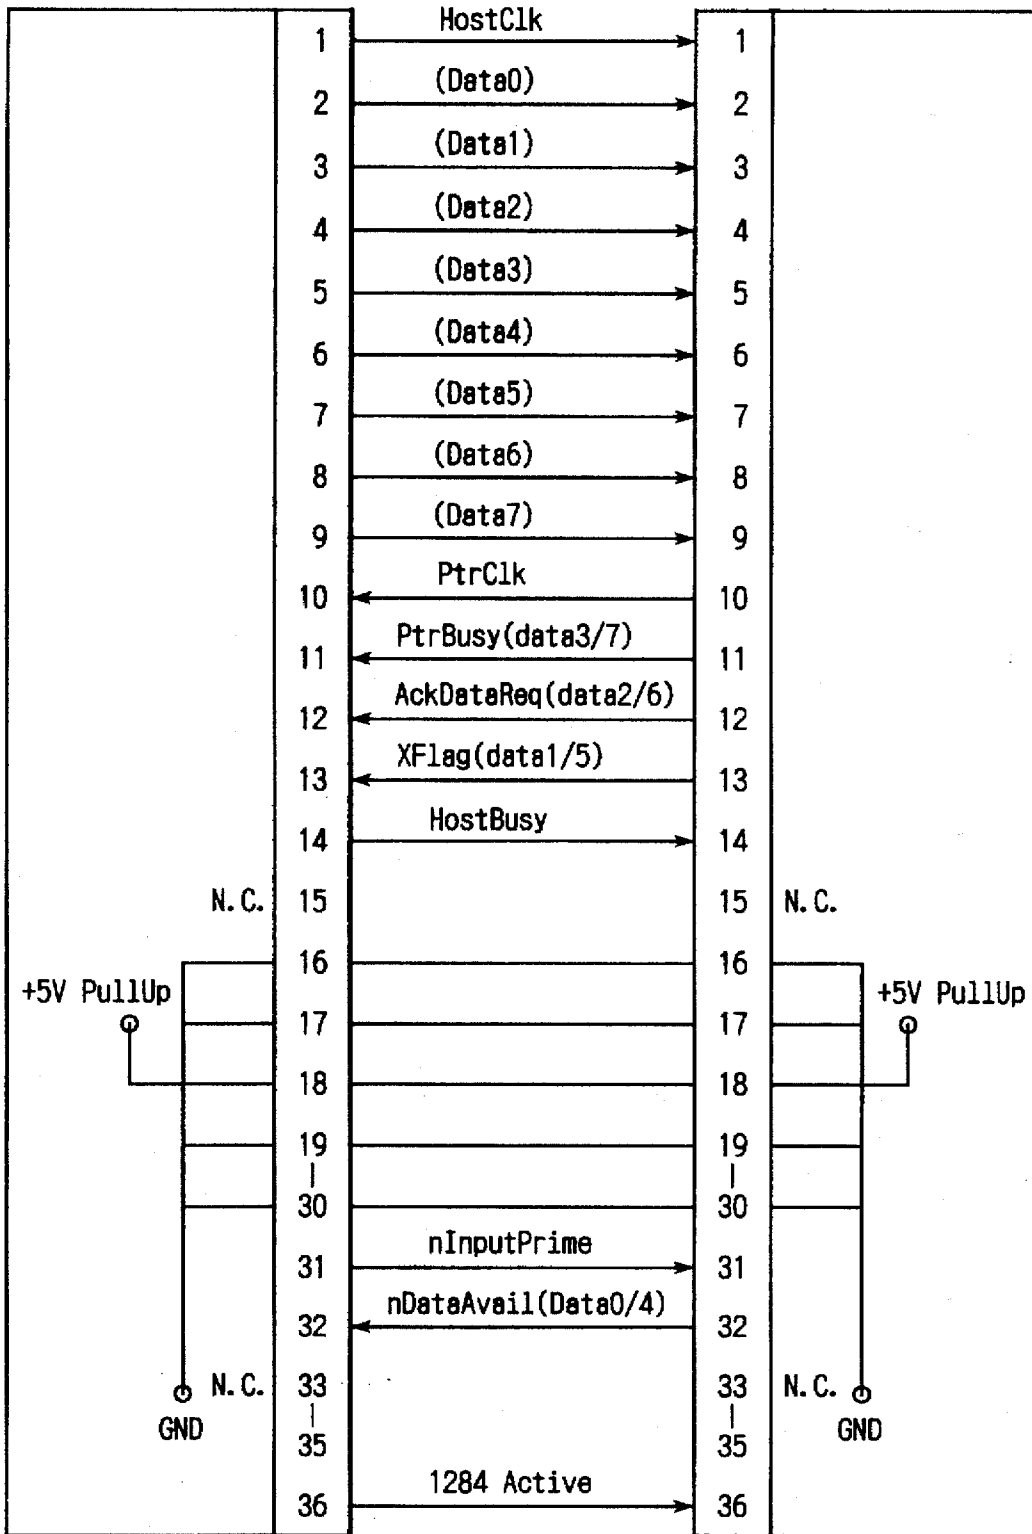 HostClk
1 1
(Data0)
2 2
(Data1)
3 3
(Data2)
4 4
(Data3)
5 5
(Data4)
6 6
(Data5)
7 7
(Data6)
8 8
(Data7)
9 9
PtrClk
10 10
PtrBusy(data3/7)
11 11
AckDataReq(data2/6)
12 12
XFlag(data1/5)
13 13
HostBusy
14 14
N.C. 15 15 N.C.
16 16
+5V PullUp +5V PullUp
17 17
18 18
19 19
30 30
nInputPrime
31 31
nDataAvail(Data0/4)
32 32
N.C. 33 33 N.C.
GND GND
35 35
1284 Active
36 36